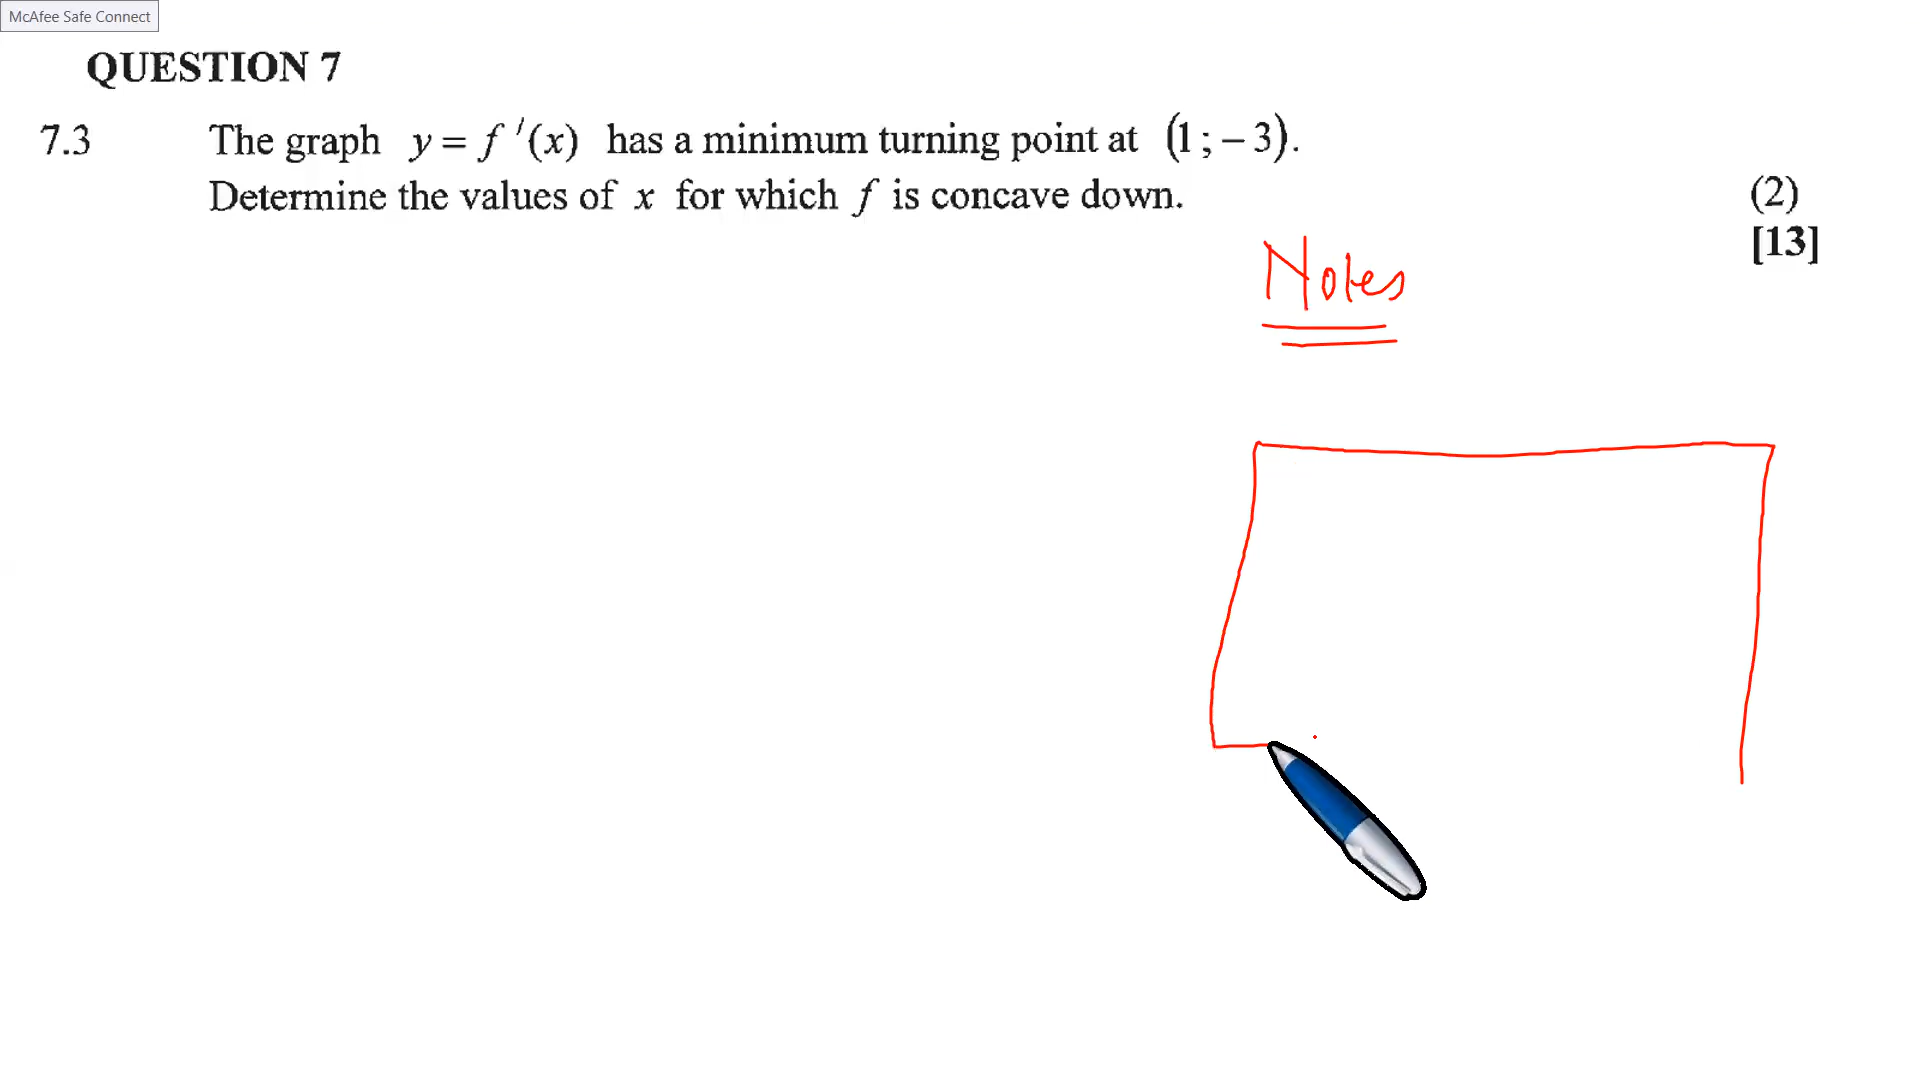 McAfee Safe Connect
QUESTION 7
7.3 The graph y = f ′(x) has a minimum turning point at (1 ; – 3).
Determine the values of x for which f is concave down. (2)
[13]
Notes